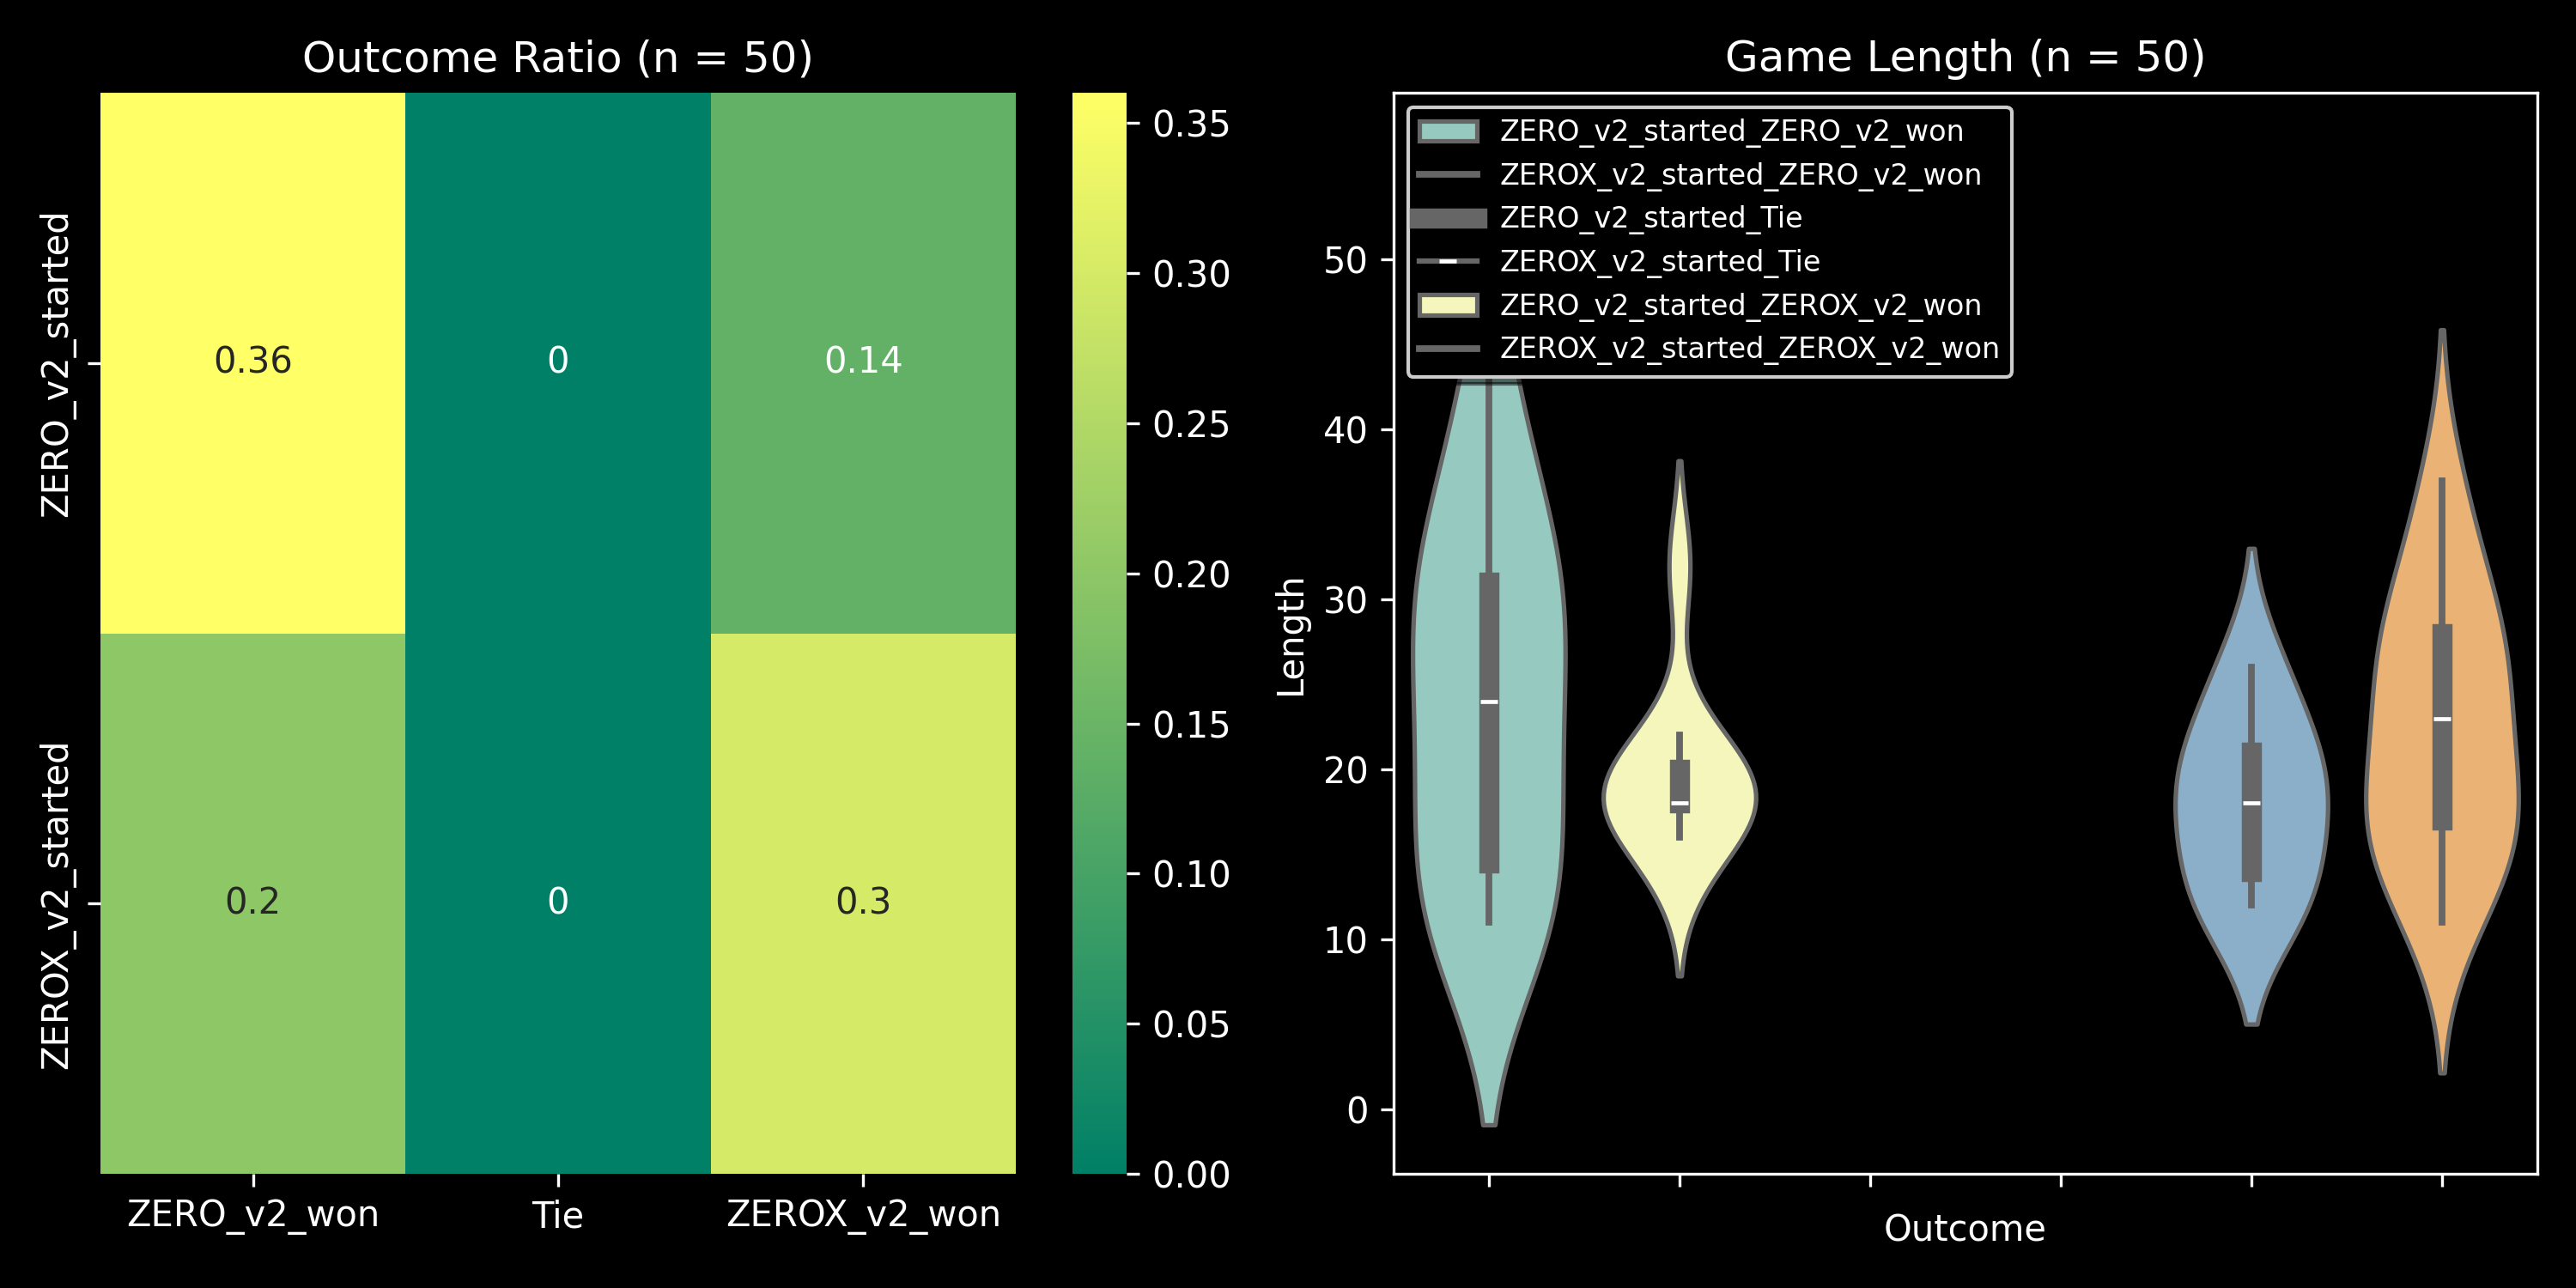 Outcome Ratio (n = 50)
ZERO_v2_started
ZEROX_v2_started
0.36
0
0.14
0.2
0
0.3
ZERO_v2_won
Tie
ZEROX_v2_won
0.35
0.30
0.25
0.20
0.15
0.10
0.05
0.00
Game Length (n = 50)
ZERO_v2_started_ZERO_v2_won
ZEROX_v2_started_ZERO_v2_won
ZERO_v2_started_Tie
ZEROX_v2_started_Tie
ZERO_v2_started_ZEROX_v2_won
ZEROX_v2_started_ZEROX_v2_won
Length
50
40
30
20
10
0
Outcome